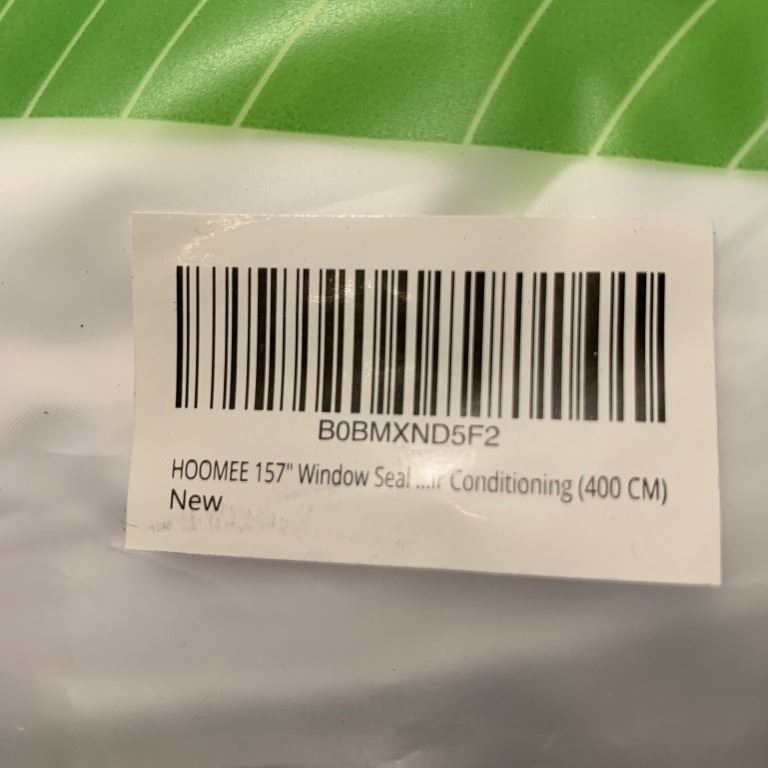 B0BMXND5F2
HOOMEE 157" Window Seal ...ir Conditioning (400 CM)
New